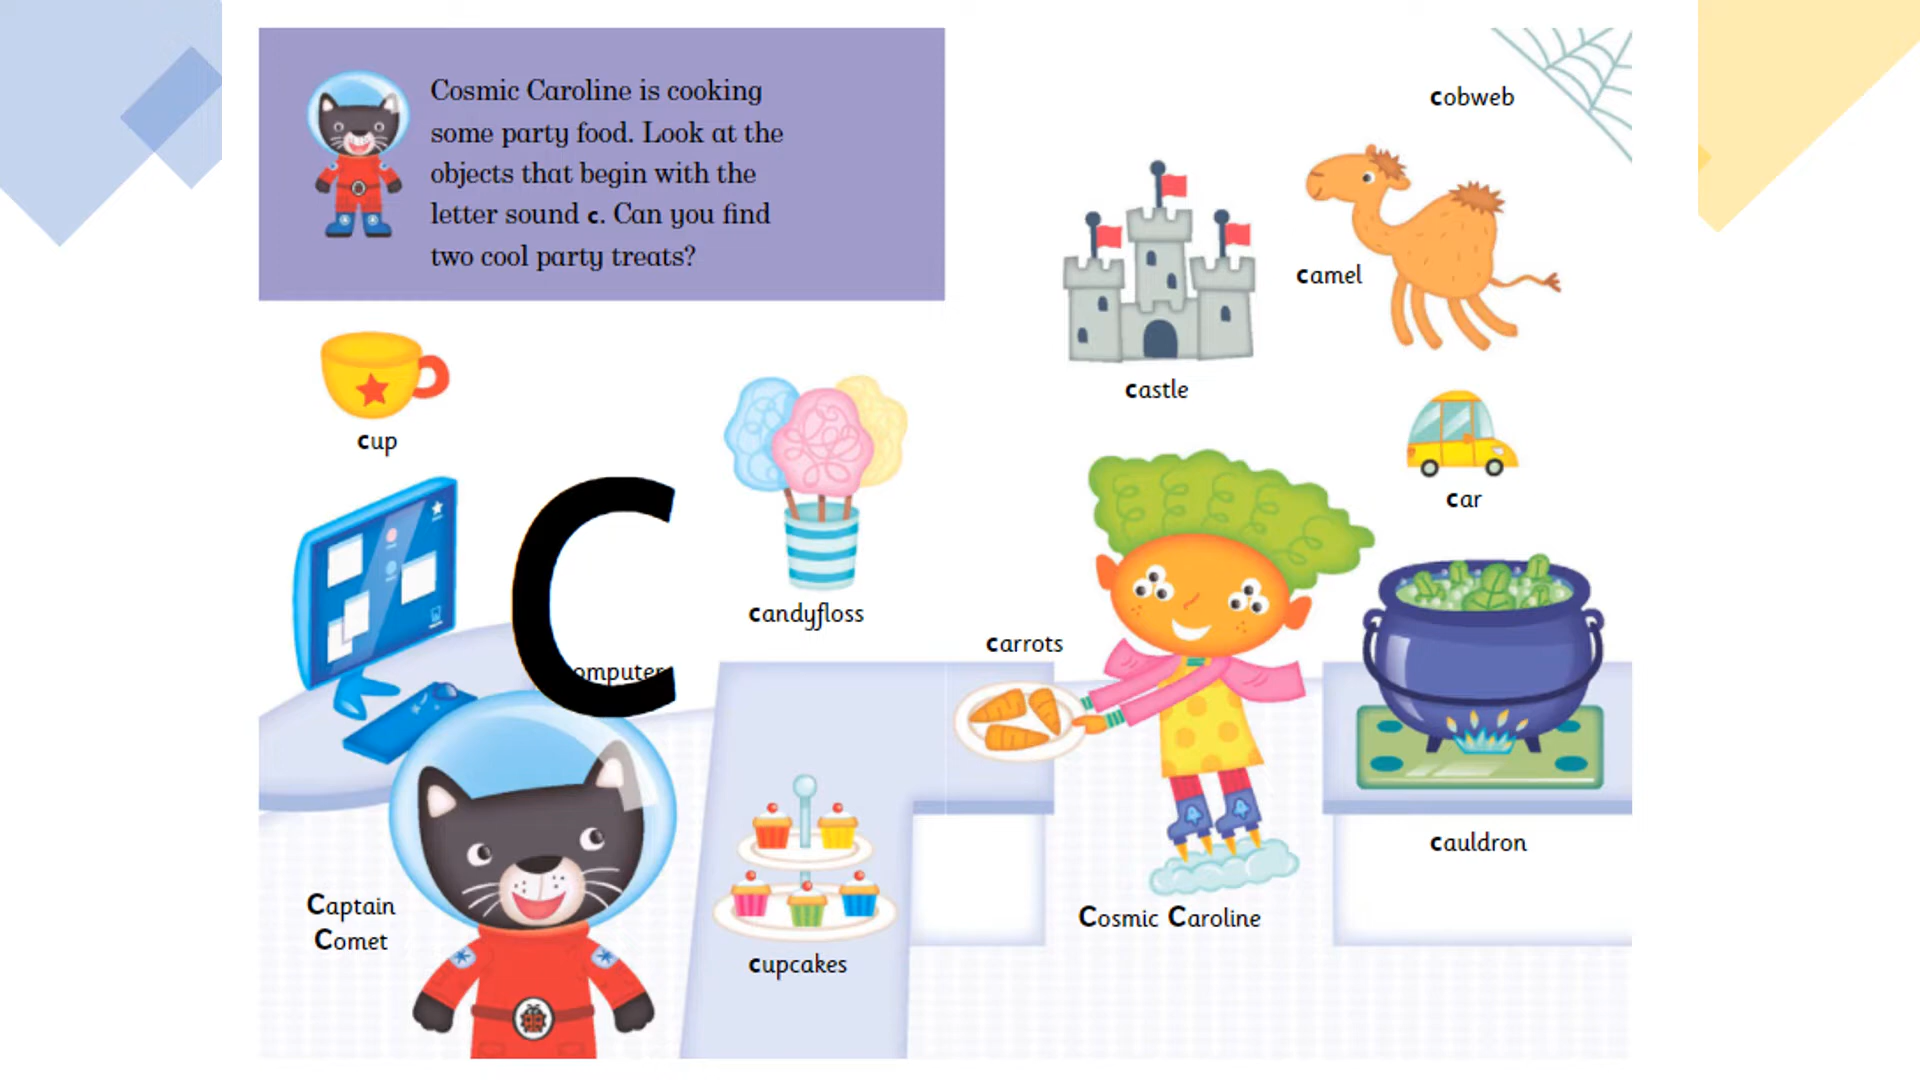 Cosmic Caroline is cooking
some party food. Look at the
objects that begin with the
letter sound c. Can you find
two cool party treats?
cobweb
camel
castle
cup
car
C
candyfloss
carrots
omputer
cauldron
Captain
Comet
Cosmic Caroline
cupcakes